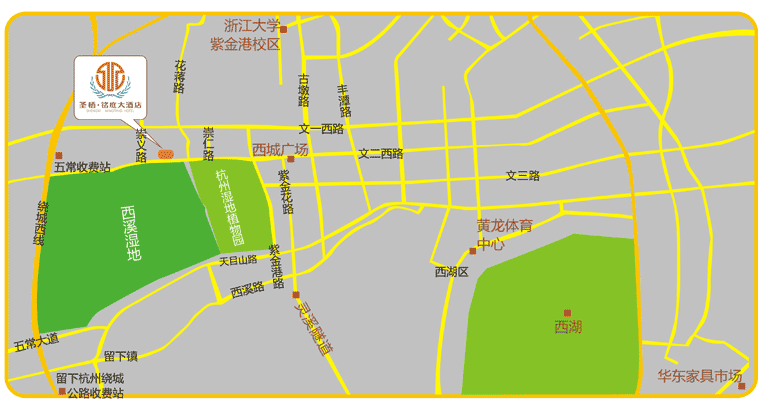 浙江大学
紫金港校区
花蒋路
古墩路
丰潭路
圣栖·铭庭大酒店
崇义路
崇仁路
文一西路
西城广场
文二西路
五常收费站
文三路
紫金花路
杭州湿地植物园
西溪湿地
绕城西线
黄龙体育
中心
紫金港路
天目山路
西湖区
西溪路
灵溪隧道
西湖
五常大道
留下镇
留下杭州绕城
公路收费站
华东家具市场